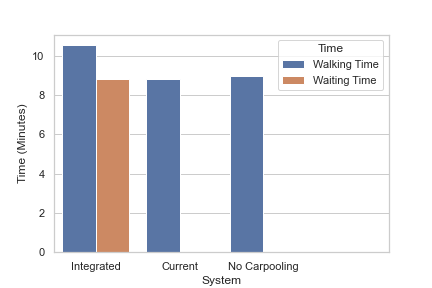 Time
Walking Time
Waiting Time
10
8
6
4
2
0
Time (Minutes)
Integrated Current No Carpooling
System